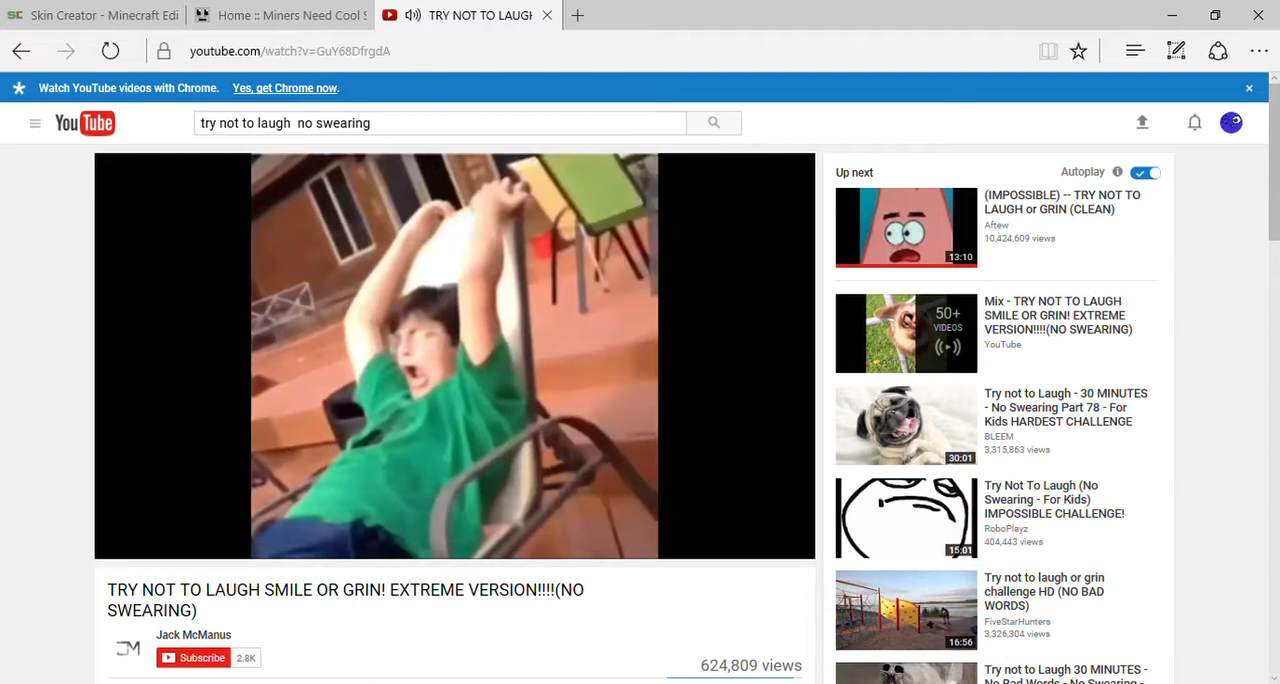 SC Skin Creator - Minecraft Edi
Home :: Miners Need Cool S
TRY NOT TO LAUGH
youtube.com/watch?v=GuY68DfrgdA
Watch YouTube videos with Chrome. Yes, get Chrome now.
YouTube
try not to laugh  no swearing
Up next
Autoplay
(IMPOSSIBLE) -- TRY NOT TO
LAUGH or GRIN (CLEAN)
Aftew
10,424,609 views
13:10
Mix - TRY NOT TO LAUGH
SMILE OR GRIN! EXTREME
VERSION!!!!(NO SWEARING)
YouTube
50+
VIDEOS
Try not to Laugh - 30 MINUTES
- No Swearing Part 78 - For
Kids HARDEST CHALLENGE
BLEEM
3,315,863 views
30:01
Try Not To Laugh (No
Swearing - For Kids)
IMPOSSIBLE CHALLENGE!
RoboPlayz
404,443 views
15:01
Try not to laugh or grin
challenge HD (NO BAD
WORDS)
FiveStarHunters
3,326,304 views
16:56
Try not to Laugh 30 MINUTES -
No Bad Words - No Swearing -
TRY NOT TO LAUGH SMILE OR GRIN! EXTREME VERSION!!!!(NO
SWEARING)
JM
Jack McManus
Subscribe 2.8K
624,809 views